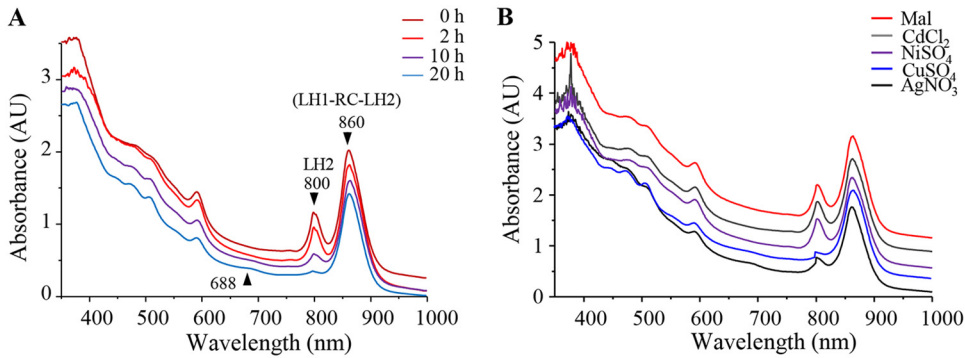 A
0 h
2 h
10 h
20 h
(LH1-RC-LH2)
860
LH2
800
688
Absorbance (AU)
3
2
1
0
400 500 600 700 800 900 1000
Wavelength (nm)
B
Mal
CdCl₂
NiSO₄
CuSO₄
AgNO₃
Absorbance (AU)
5
4
3
2
1
0
400 500 600 700 800 900 1000
Wavelength (nm)